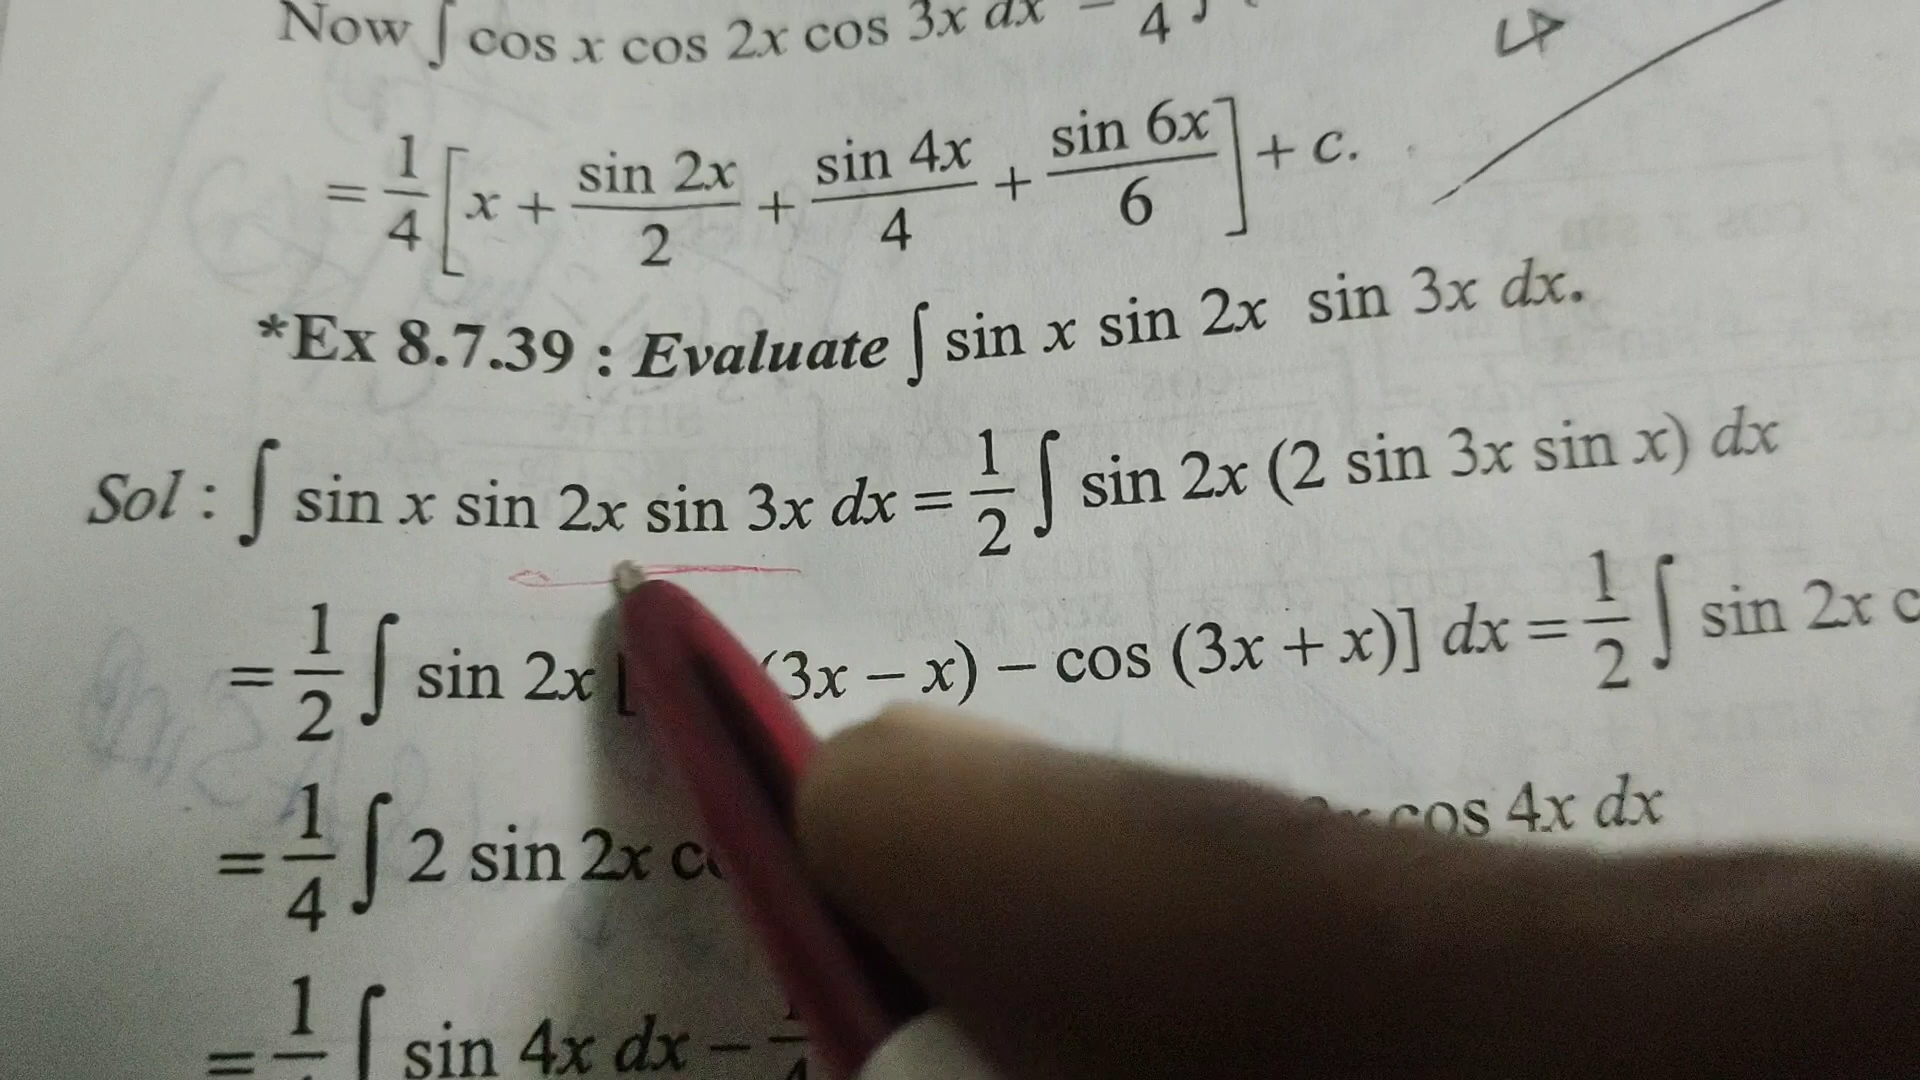 Now ∫ cos x cos 2x cos 3x dx = 1/4 ∫
= 1/4 [x + sin 2x/2 + sin 4x/4 + sin 6x/6] + c.
*Ex 8.7.39 : Evaluate ∫ sin x sin 2x sin 3x dx.
Sol : ∫ sin x sin 2x sin 3x dx = 1/2 ∫ sin 2x (2 sin 3x sin x) dx
= 1/2 ∫ sin 2x [ (3x − x) − cos (3x + x)] dx = 1/2 ∫ sin 2x c
= 1/4 ∫ 2 sin 2x c cos 4x dx
= 1/ ∫ sin 4x dx −